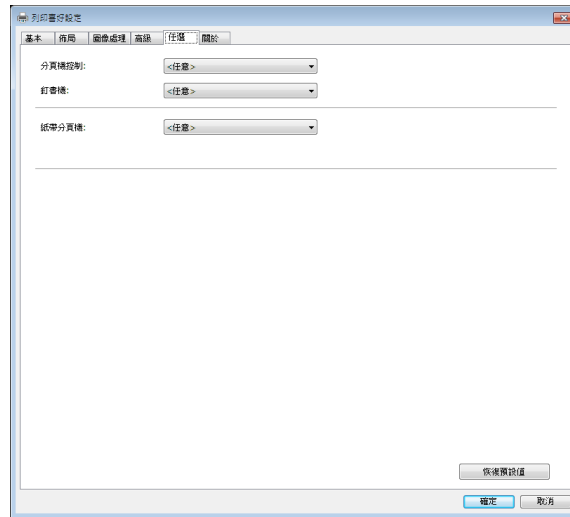 列印喜好設定
基本 佈局 圖像處理 高級 任選 關於
分頁機控制: <任意>
釘書機: <任意>
紙帶分頁機: <任意>
恢復預設值
確定 取消